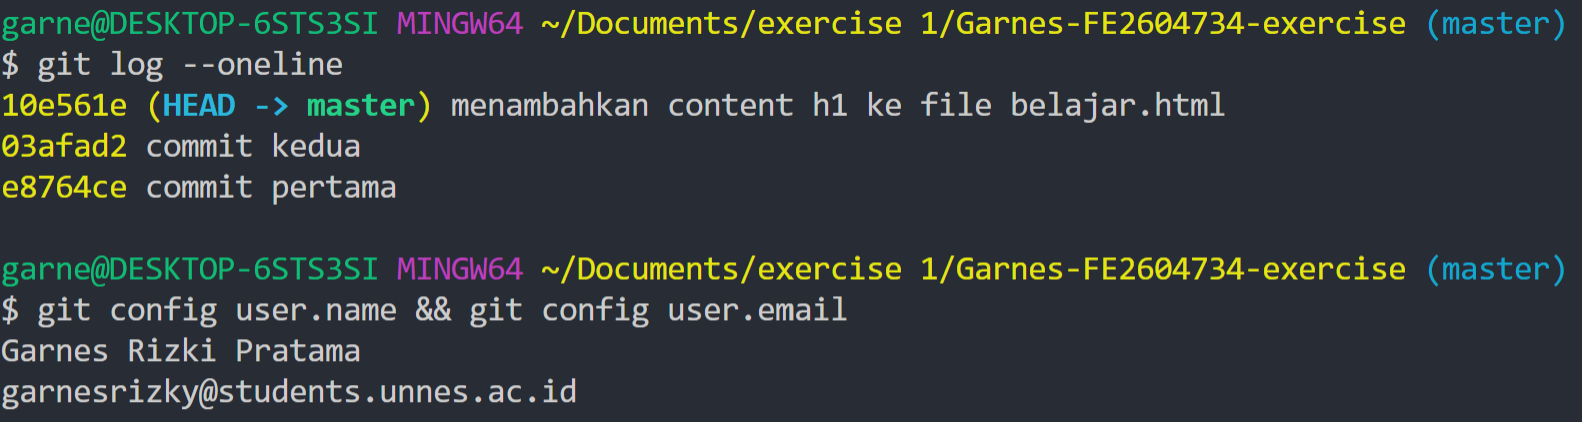 garne@DESKTOP-6STS3SI MINGW64 ~/Documents/exercise 1/Garnes-FE2604734-exercise (master)
$ git log --oneline
10e561e (HEAD -> master) menambahkan content h1 ke file belajar.html
03afad2 commit kedua
e8764ce commit pertama
garne@DESKTOP-6STS3SI MINGW64 ~/Documents/exercise 1/Garnes-FE2604734-exercise (master)
$ git config user.name && git config user.email
Garnes Rizki Pratama
garnesrizky@students.unnes.ac.id